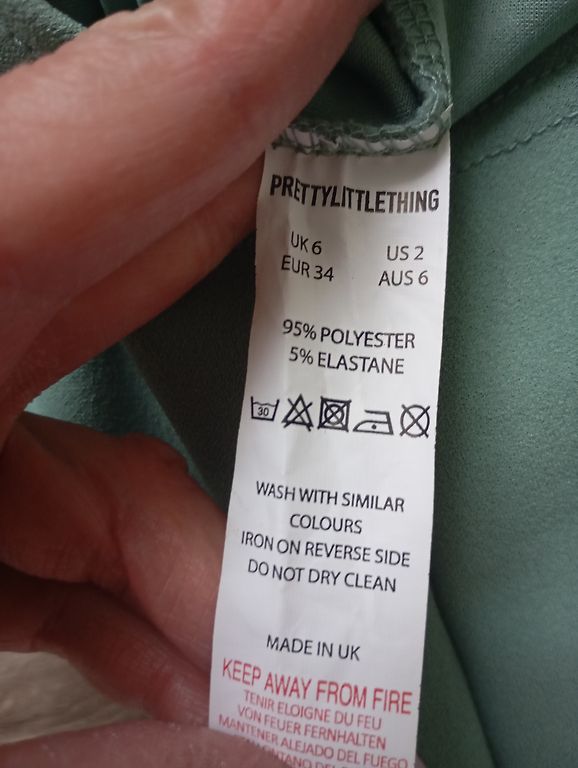 PRETTYLITTLETHING
UK 6 US 2
EUR 34 AUS 6
95% POLYESTER
5% ELASTANE
30
WASH WITH SIMILAR
COLOURS
IRON ON REVERSE SIDE
DO NOT DRY CLEAN
MADE IN UK
KEEP AWAY FROM FIRE
TENIR ELOIGNE DU FEU
VON FEUER FERNHALTEN
MANTENER ALEJADO DEL FUEGO